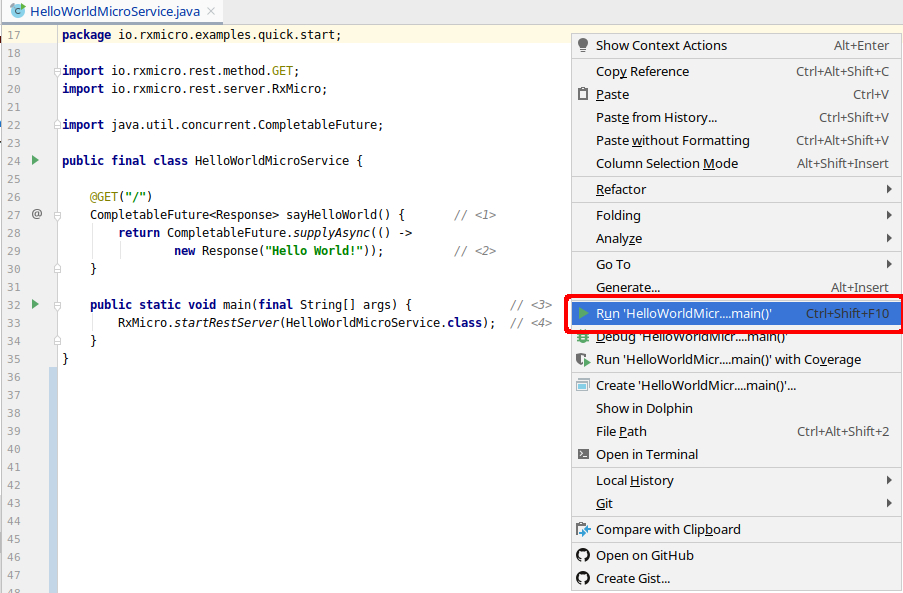 HelloWorldMicroService.java
17 package io.rxmicro.examples.quick.start;
18
19 import io.rxmicro.rest.method.GET;
20 import io.rxmicro.rest.server.RxMicro;
21
22 import java.util.concurrent.CompletableFuture;
23
24 public final class HelloWorldMicroService {
25
26 @GET("/")
27 @ CompletableFuture<Response> sayHelloWorld() { // <1>
28 return CompletableFuture.supplyAsync(() ->
29 new Response("Hello World!")); // <2>
30 }
31
32 public static void main(final String[] args) { // <3>
33 RxMicro.startRestServer(HelloWorldMicroService.class); // <4>
34 }
35 }
36
37
38
39
40
41
42
43
44
45
46
47
48
Show Context Actions Alt+Enter
Copy Reference Ctrl+Alt+Shift+C
Paste Ctrl+V
Paste from History... Ctrl+Shift+V
Paste without Formatting Ctrl+Alt+Shift+V
Column Selection Mode Alt+Shift+Insert
Refactor
Folding
Analyze
Go To
Generate... Alt+Insert
Run 'HelloWorldMicr....main()' Ctrl+Shift+F10
Debug 'HelloWorldMicr....main()'
Run 'HelloWorldMicr....main()' with Coverage
Create 'HelloWorldMicr....main()'...
Show in Dolphin
File Path Ctrl+Alt+Shift+2
Open in Terminal
Local History
Git
Compare with Clipboard
Open on GitHub
Create Gist...